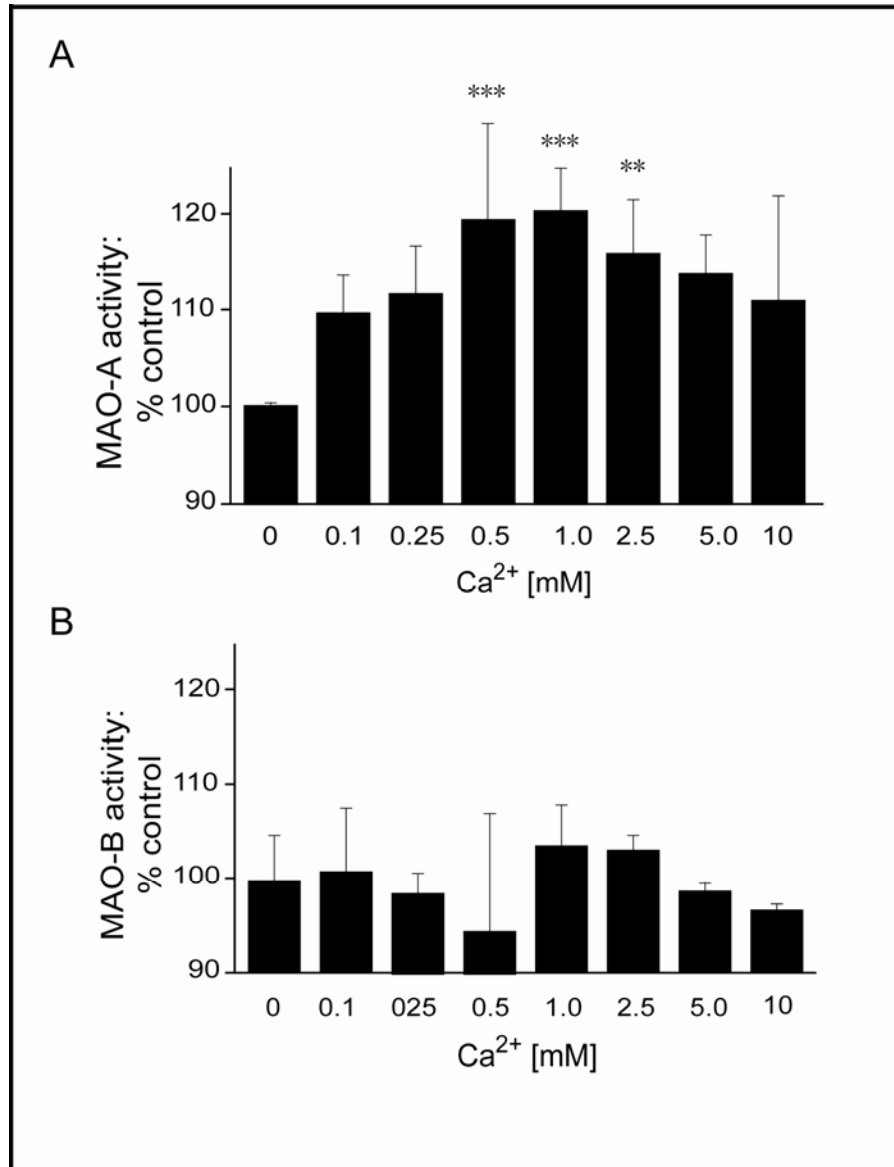 A
***
***
**
120
110
100
90
MAO-A activity:
% control
0 0.1 0.25 0.5 1.0 2.5 5.0 10
Ca2+ [mM]
B
120
110
100
90
MAO-B activity:
% control
0 0.1 025 0.5 1.0 2.5 5.0 10
Ca2+ [mM]